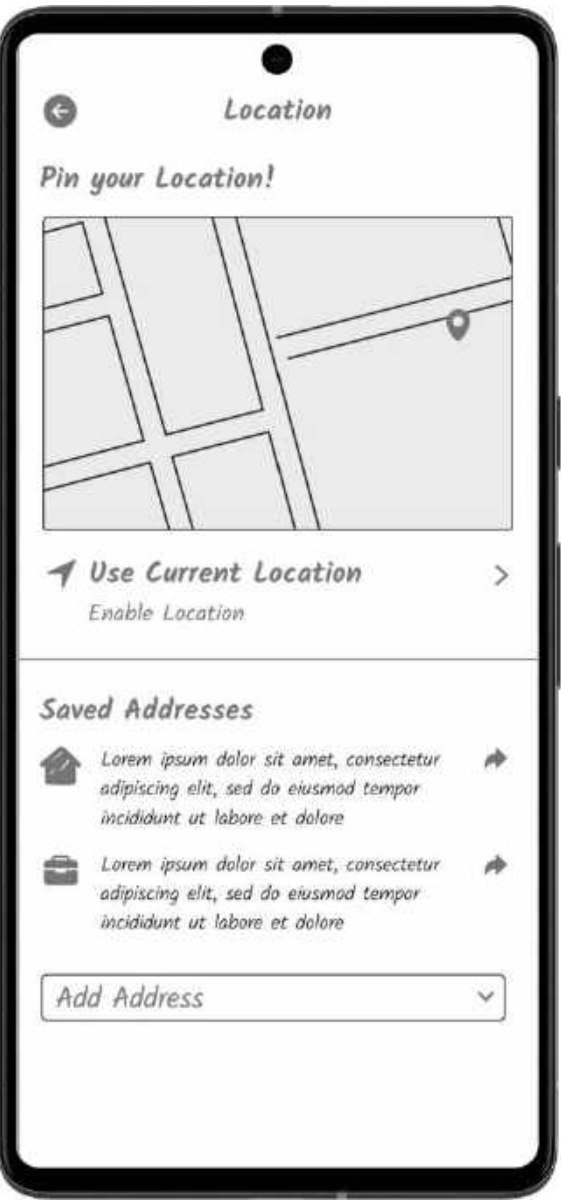 Location
Pin your Location!
Use Current Location
Enable Location
Saved Addresses
Lorem ipsum dolor sit amet, consectetur
adipiscing elit, sed do eiusmod tempor
incididunt ut labore et dolore
Lorem ipsum dolor sit amet, consectetur
adipiscing elit, sed do eiusmod tempor
incididunt ut labore et dolore
Add Address